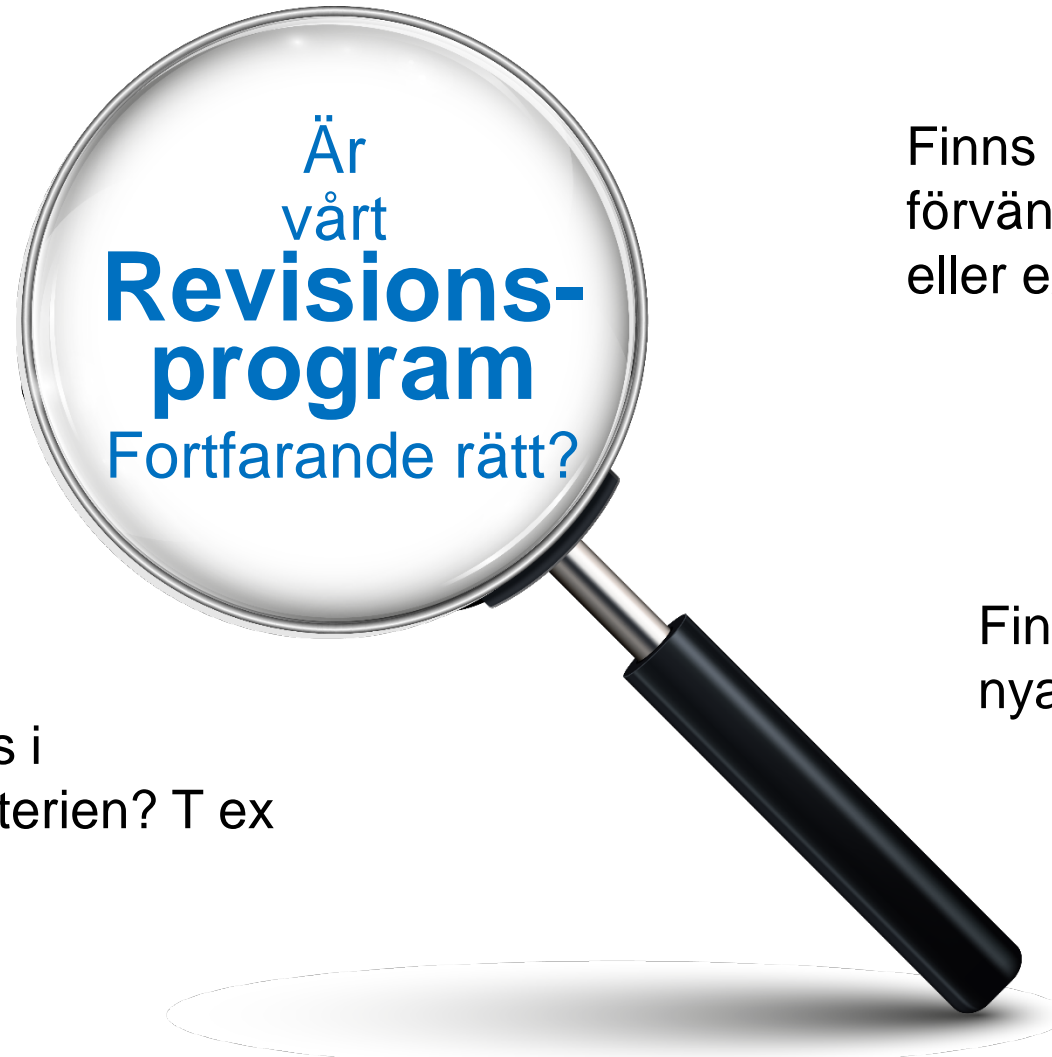 Är
vårt
Revisions-
program
Fortfarande rätt?
Finns
förvän
eller e
Fin
nya
s i
terien? T ex